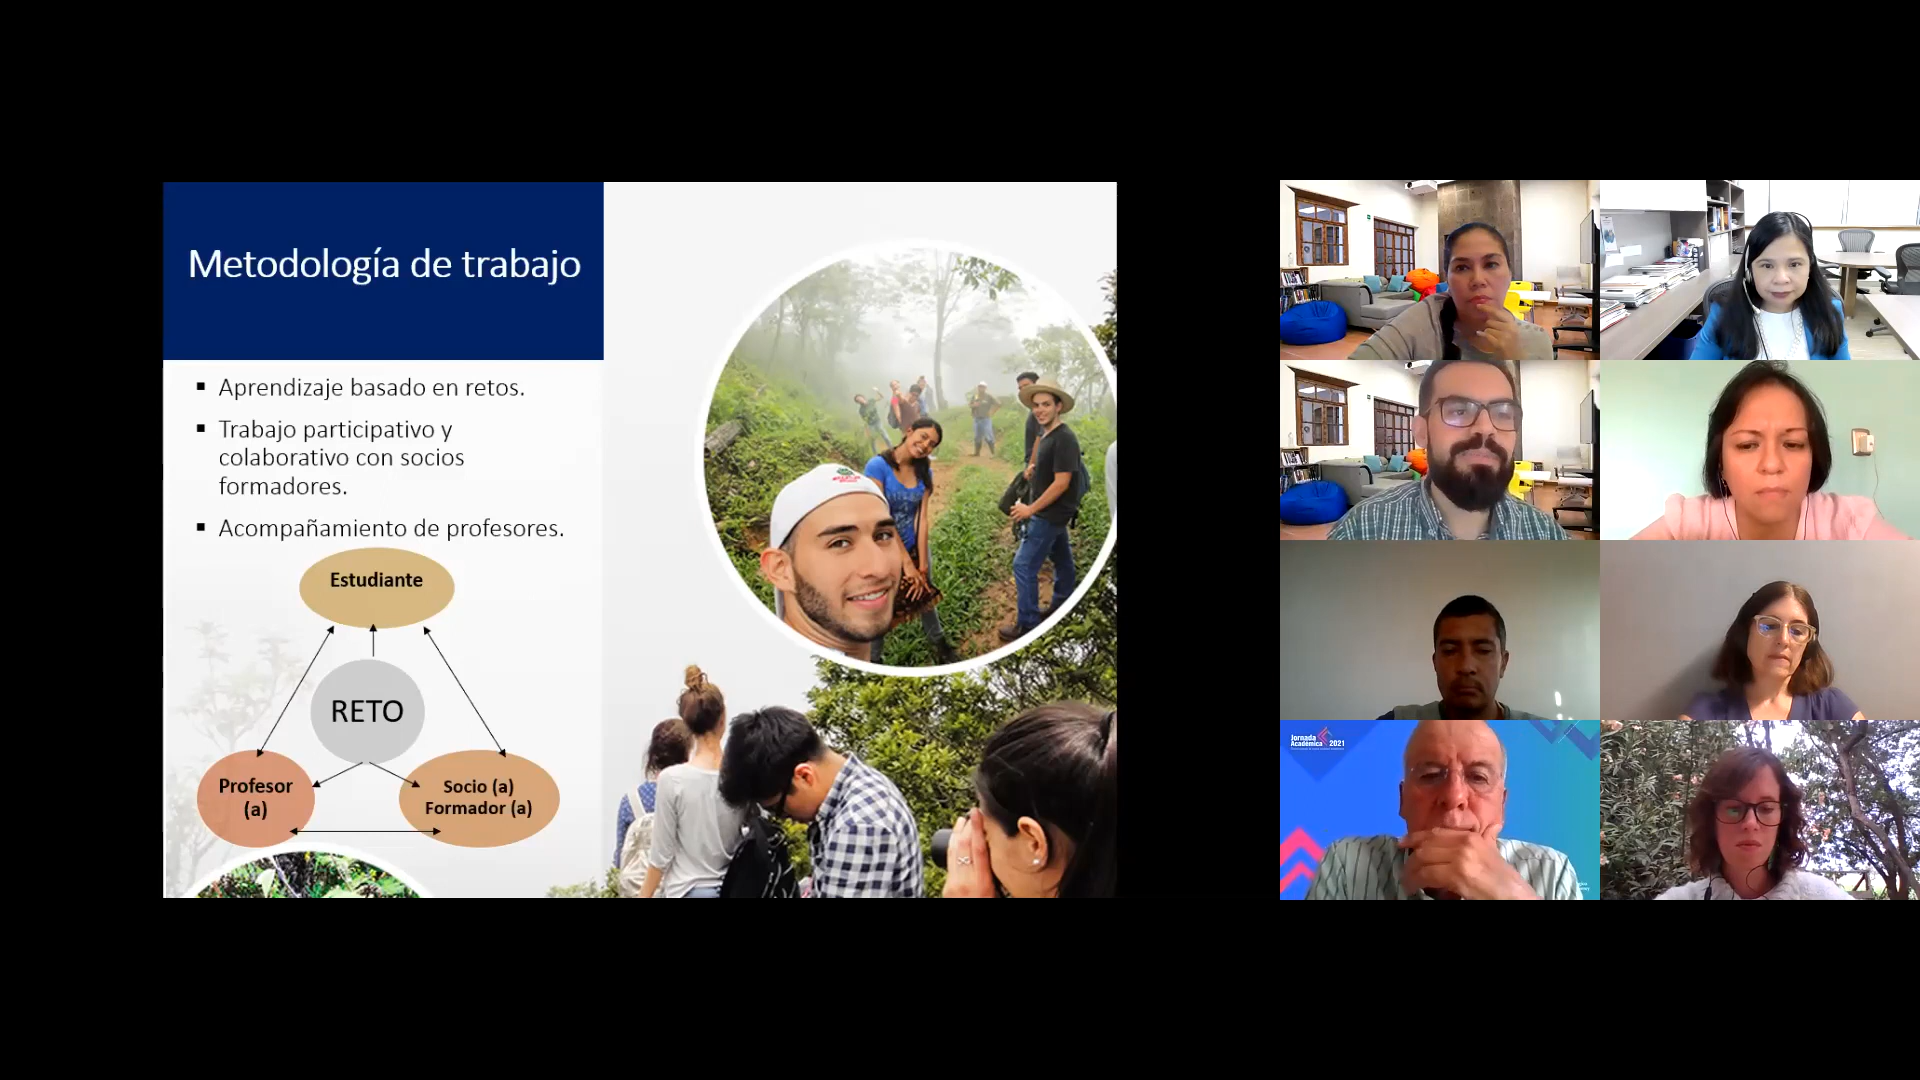 Metodología de trabajo
▪ Aprendizaje basado en retos.
▪ Trabajo participativo y
colaborativo con socios
formadores.
▪ Acompañamiento de profesores.
Estudiante
RETO
Profesor
(a)
Socio (a)
Formador (a)
Jornada
Académica 2021